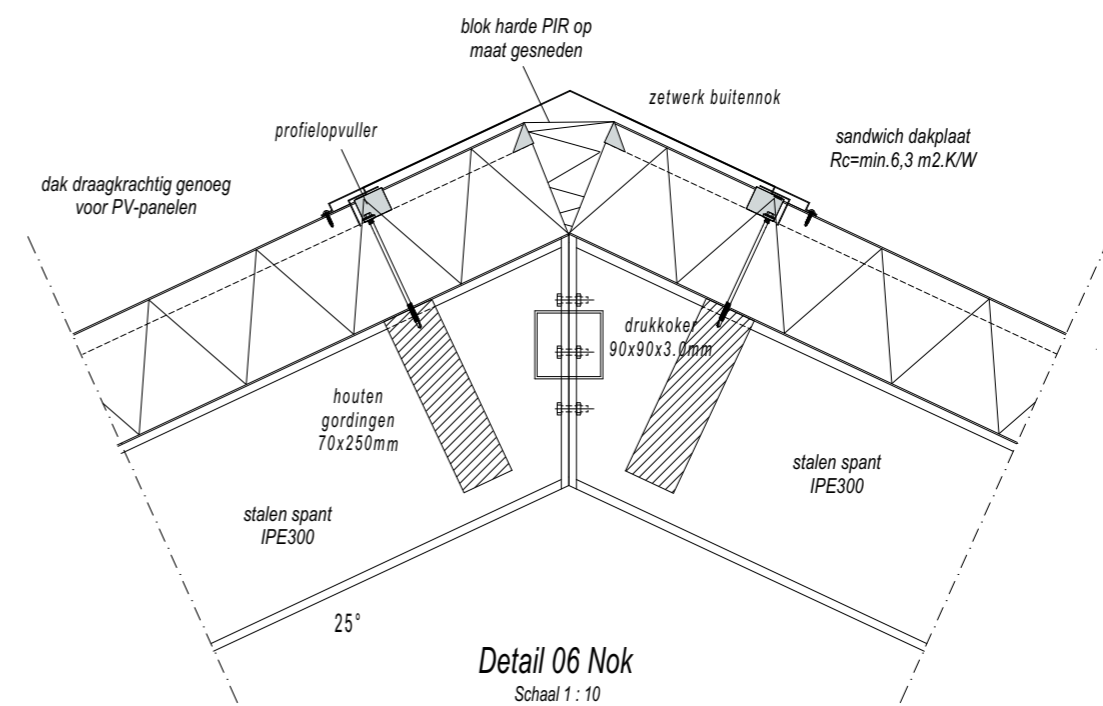 blok harde PIR op
maat gesneden
zetwerk buitennok
profielopvuller
sandwich dakplaat
Rc=min.6,3 m2.K/W
dak draagkrachtig genoeg
voor PV-panelen
drukkoker
90x90x3.0mm
houten
gordingen
70x250mm
stalen spant
IPE300
stalen spant
IPE300
25°
Detail 06 Nok
Schaal 1 : 10